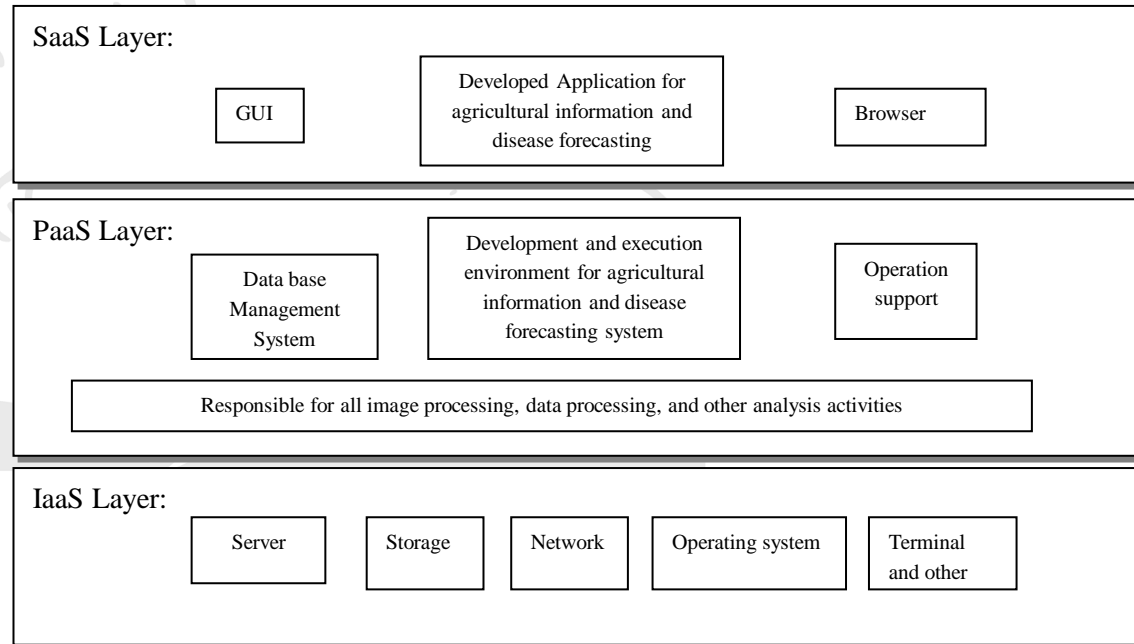 SaaS Layer:
GUI
Developed Application for
agricultural information and
disease forecasting
Browser
PaaS Layer:
Data base
Management
System
Development and execution
environment for agricultural
information and disease
forecasting system
Operation
support
Responsible for all image processing, data processing, and other analysis activities
IaaS Layer:
Server
Storage
Network
Operating system
Terminal
and other